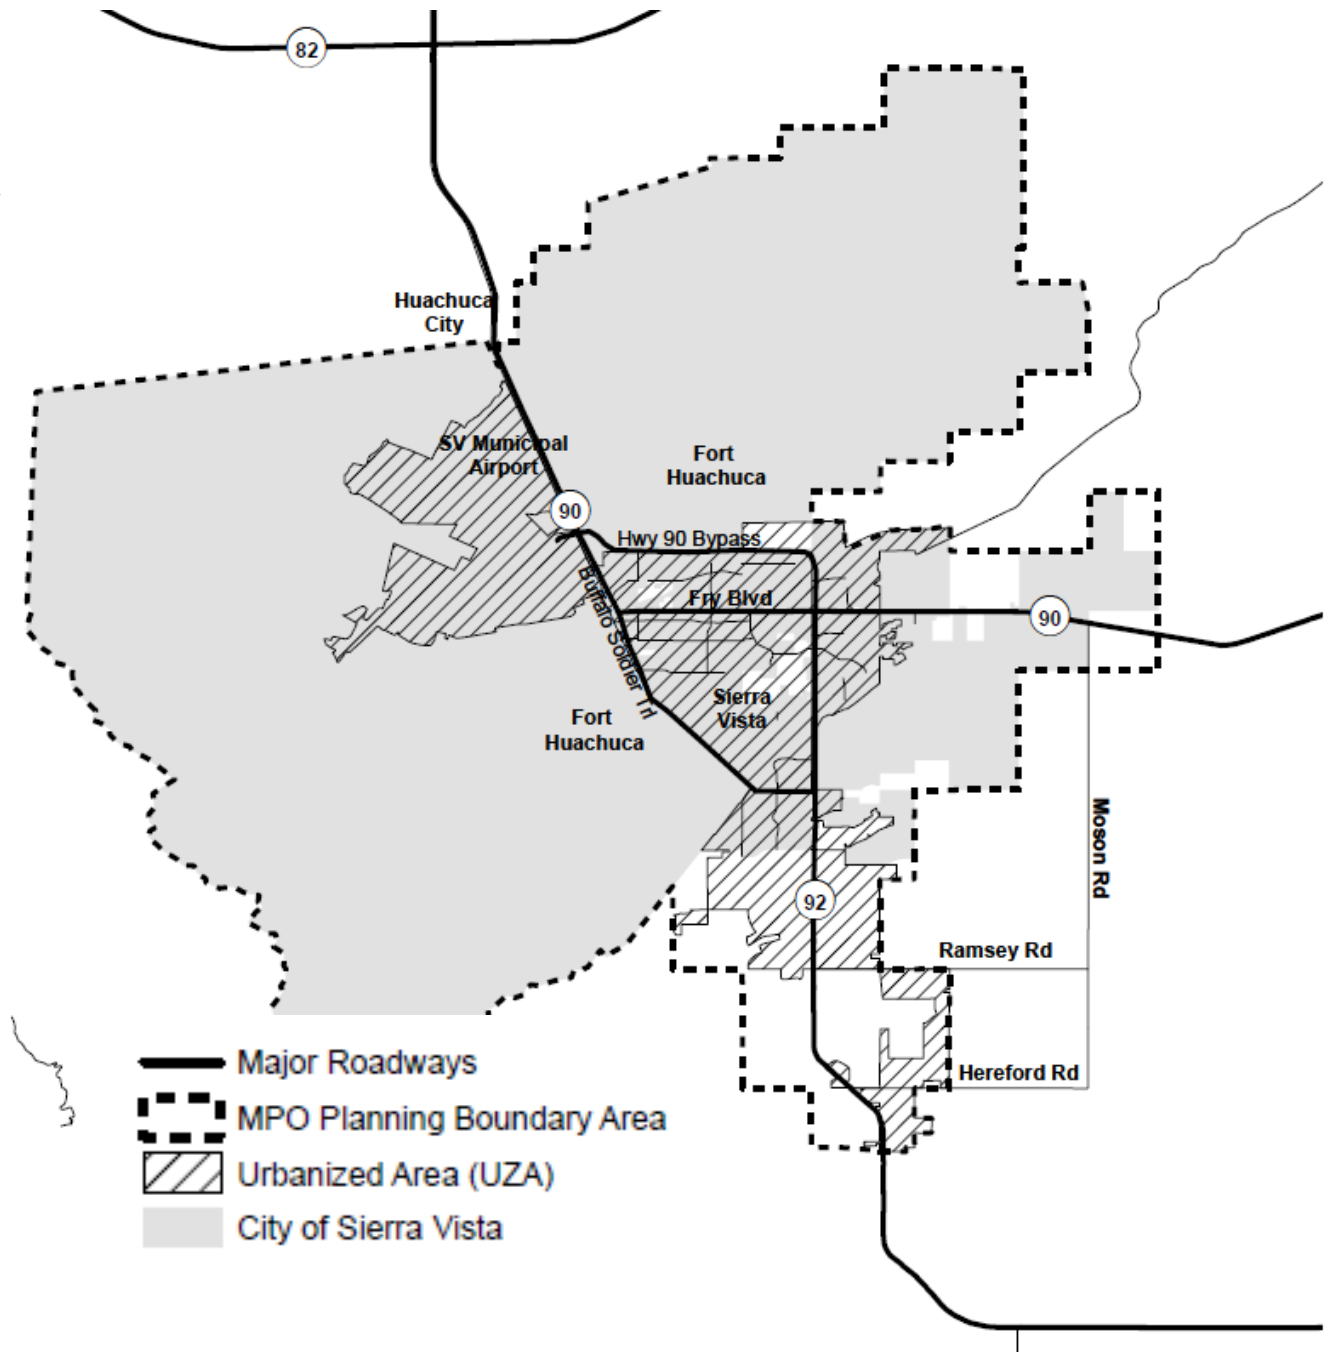 82
Huachuca
City
SV Municipal
Airport
Fort
Huachuca
90
Hwy 90 Bypass
Buffalo Soldier Trl
Fry Blvd
90
Sierra
Vista
Fort
Huachuca
Moson Rd
92
Ramsey Rd
Hereford Rd
Major Roadways
MPO Planning Boundary Area
Urbanized Area (UZA)
City of Sierra Vista